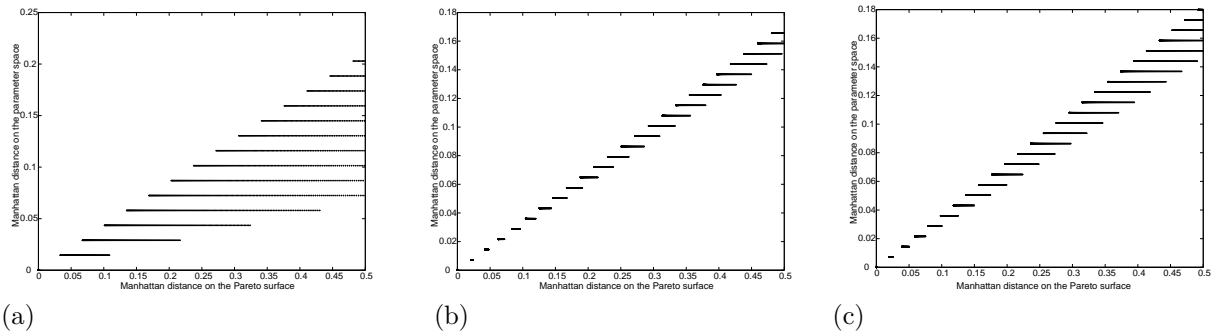 0.25
0.2
0.15
0.1
0.05
0
0 0.05 0.1 0.15 0.2 0.25 0.3 0.35 0.4 0.45 0.5
Manhattan distance on the parameter space
Manhattan distance on the Pareto surface
(a)
0.18
0.16
0.14
0.12
0.1
0.08
0.06
0.04
0.02
0
0 0.05 0.1 0.15 0.2 0.25 0.3 0.35 0.4 0.45 0.5
Manhattan distance on the parameter space
Manhattan distance on the Pareto surface
(b)
0.18
0.16
0.14
0.12
0.1
0.08
0.06
0.04
0.02
0
0 0.05 0.1 0.15 0.2 0.25 0.3 0.35 0.4 0.45 0.5
Manhattan distance on the parameter space
Manhattan distance on the Pareto surface
(c)